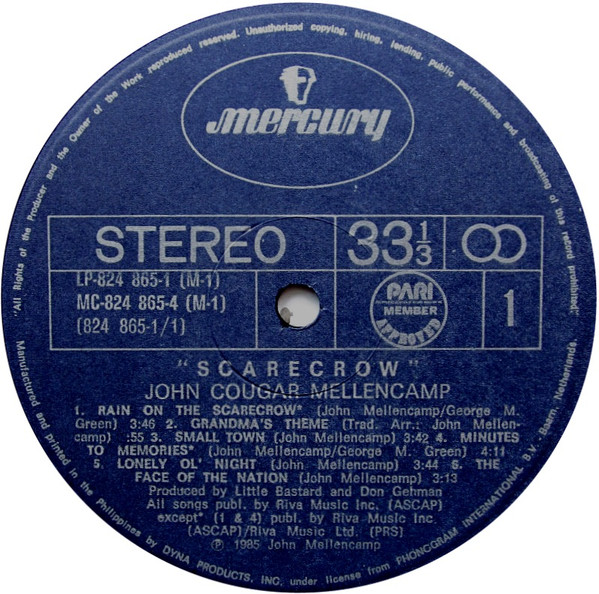 "All Rights of the Producer and the Owner of the Work reproduced reserved. Unauthorized copying, hiring, lending, public performance and broadcasting of this record prohibited."
mercury
STEREO 33 1/3
LP-824 865-1 (M-1)
MC-824 865-4 (M-1)
(824 865-1/1)
PARI
MEMBER
APPROVED
1
"SCARECROW"
JOHN COUGAR MELLENCAMP
1. RAIN ON THE SCARECROW* (John Mellencamp/George M.
Green) 3:46 2. GRANDMA'S THEME (Trad. Arr.: John Mellen-
camp) :55 3. SMALL TOWN (John Mellencamp) 3:42 4. MINUTES
TO MEMORIES* (John Mellencamp/George M. Green) 4:11
5. LONELY OL' NIGHT (John Mellencamp) 3:44 6. THE
FACE OF THE NATION (John Mellencamp) 3:13
Produced by Little Bastard and Don Gehman
All songs publ. by Riva Music Inc. (ASCAP)
except* (1 & 4) publ. by Riva Music Inc.
(ASCAP)/Riva Music Ltd. (PRS)
℗ 1985 John Mellencamp
Manufactured and printed in the Philippines by DYNA PRODUCTS, INC. under license from PHONOGRAM INTERNATIONAL B.V. - Baarn, Netherlands.